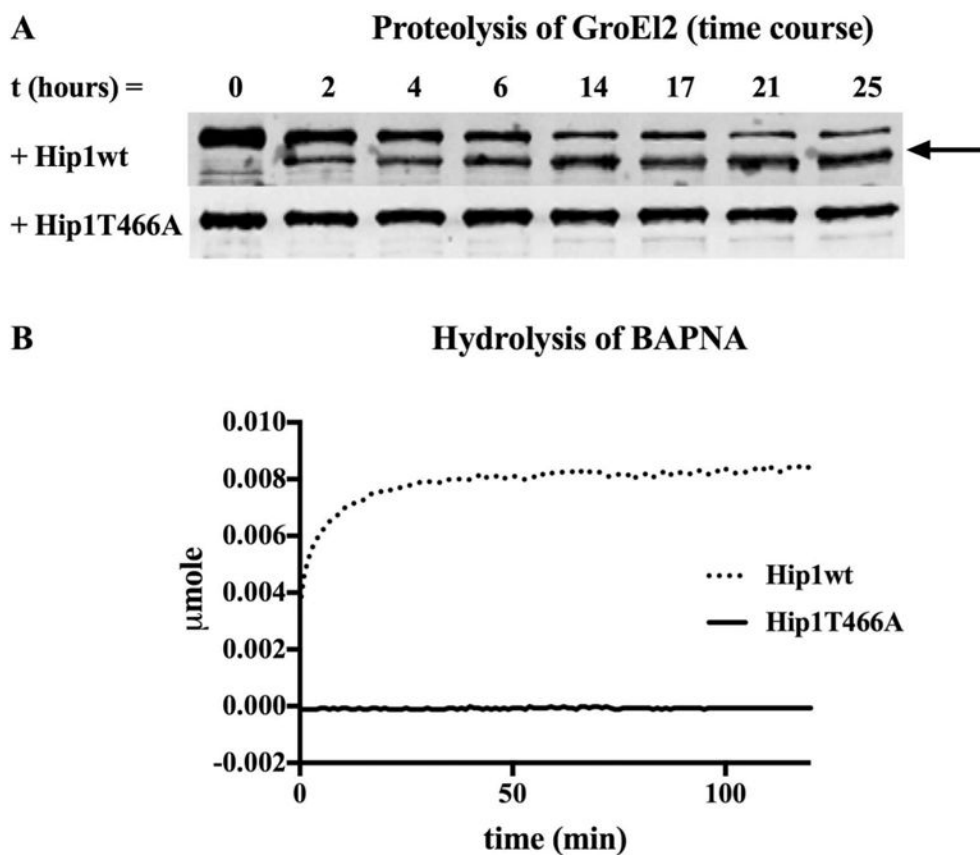 A Proteolysis of GroEl2 (time course)
t (hours) = 0 2 4 6 14 17 21 25
+ Hip1wt
+ Hip1T466A
B Hydrolysis of BAPNA
0.010
0.008
0.006
0.004
0.002
0.000
-0.002
µmole
Hip1wt
Hip1T466A
0 50 100
time (min)